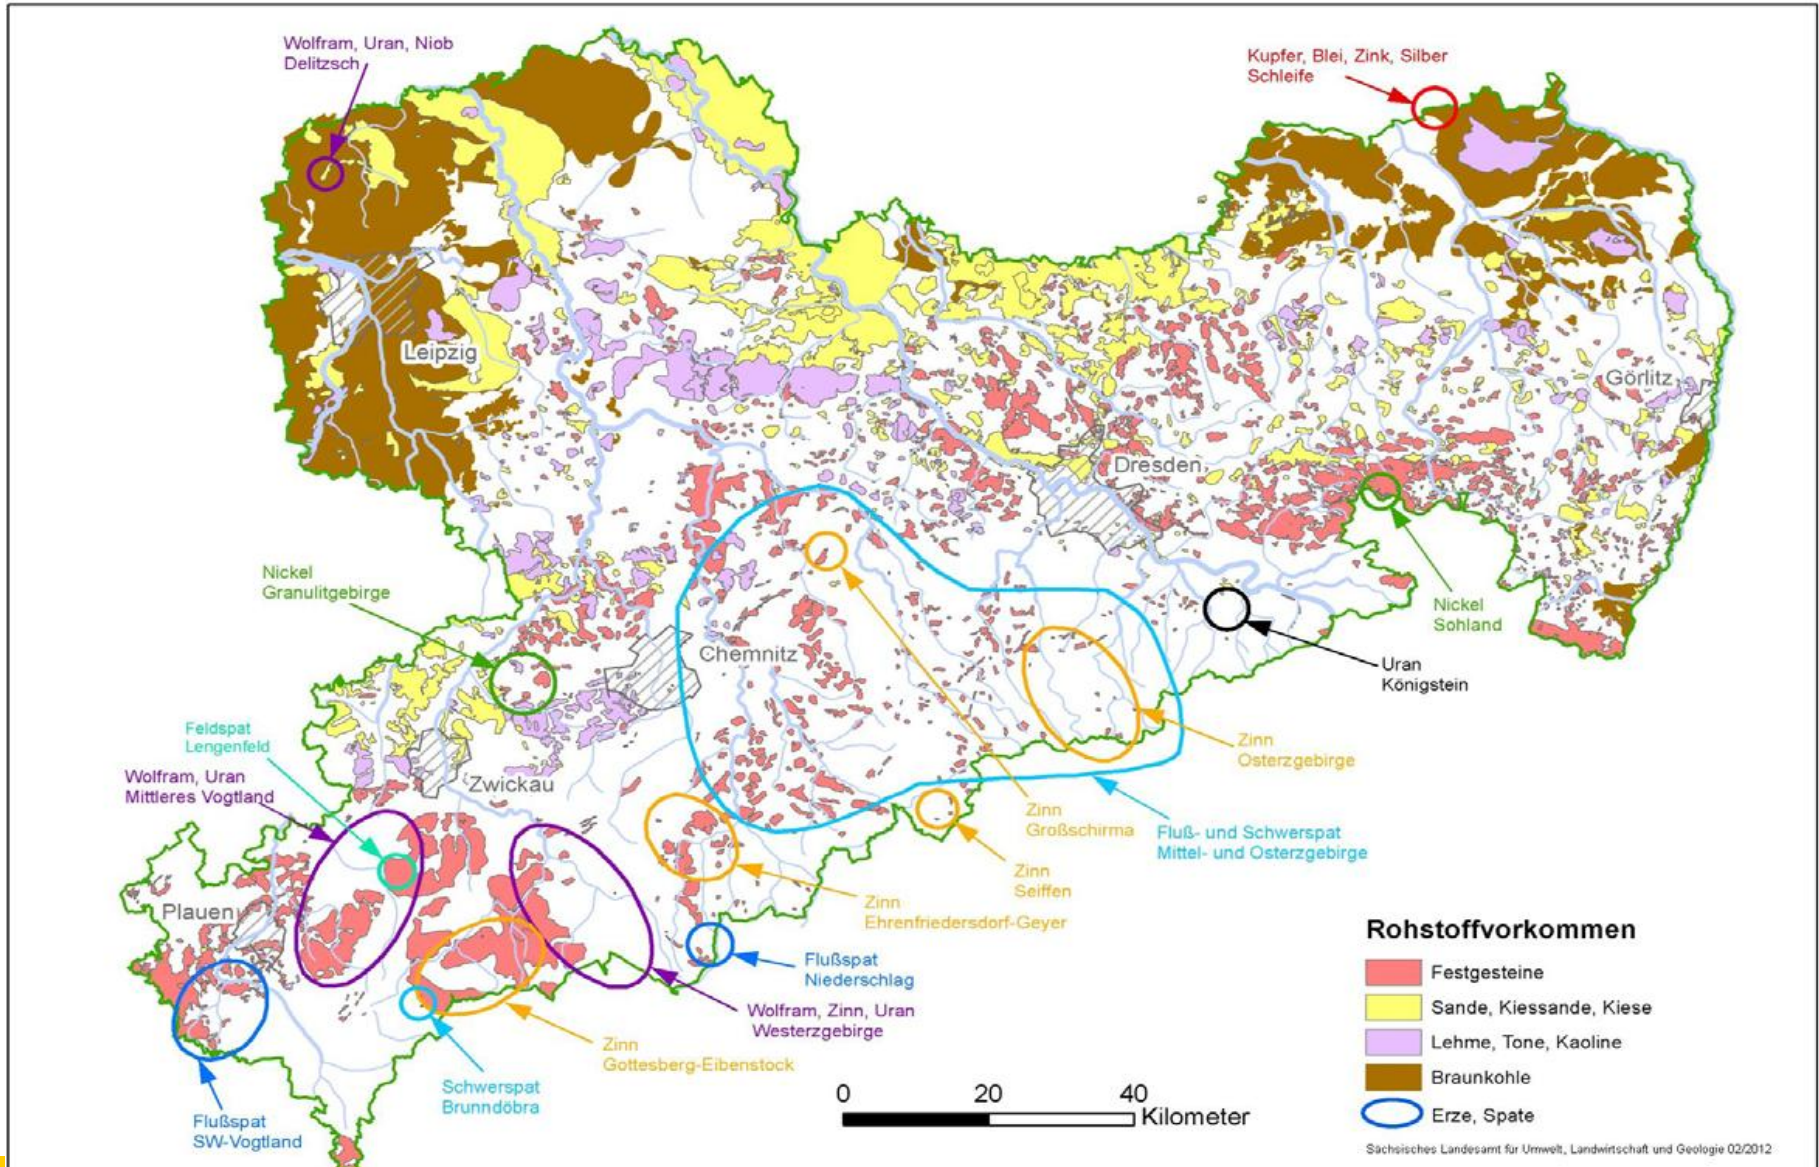 Wolfram, Uran, Niob
Delitzsch
Kupfer, Blei, Zink, Silber
Schleife
Leipzig
Görlitz
Dresden
Nickel
Granulitgebirge
Nickel
Sohland
Chemnitz
Uran
Königstein
Feldspat
Lengenfeld
Zinn
Osterzgebirge
Wolfram, Uran
Mittleres Vogtland
Zwickau
Zinn
Großschirma
Fluß- und Schwerspat
Mittel- und Osterzgebirge
Zinn
Seiffen
Plauen
Zinn
Ehrenfriedersdorf-Geyer
Flußspat
Niederschlag
Wolfram, Zinn, Uran
Westerzgebirge
Zinn
Gottesberg-Eibenstock
Schwerspat
Brunndöbra
Flußspat
SW-Vogtland
0 20 40
Kilometer
Rohstoffvorkommen
Festgesteine
Sande, Kiessande, Kiese
Lehme, Tone, Kaoline
Braunkohle
Erze, Spate
Sächsisches Landesamt für Umwelt, Landwirtschaft und Geologie 02/2012